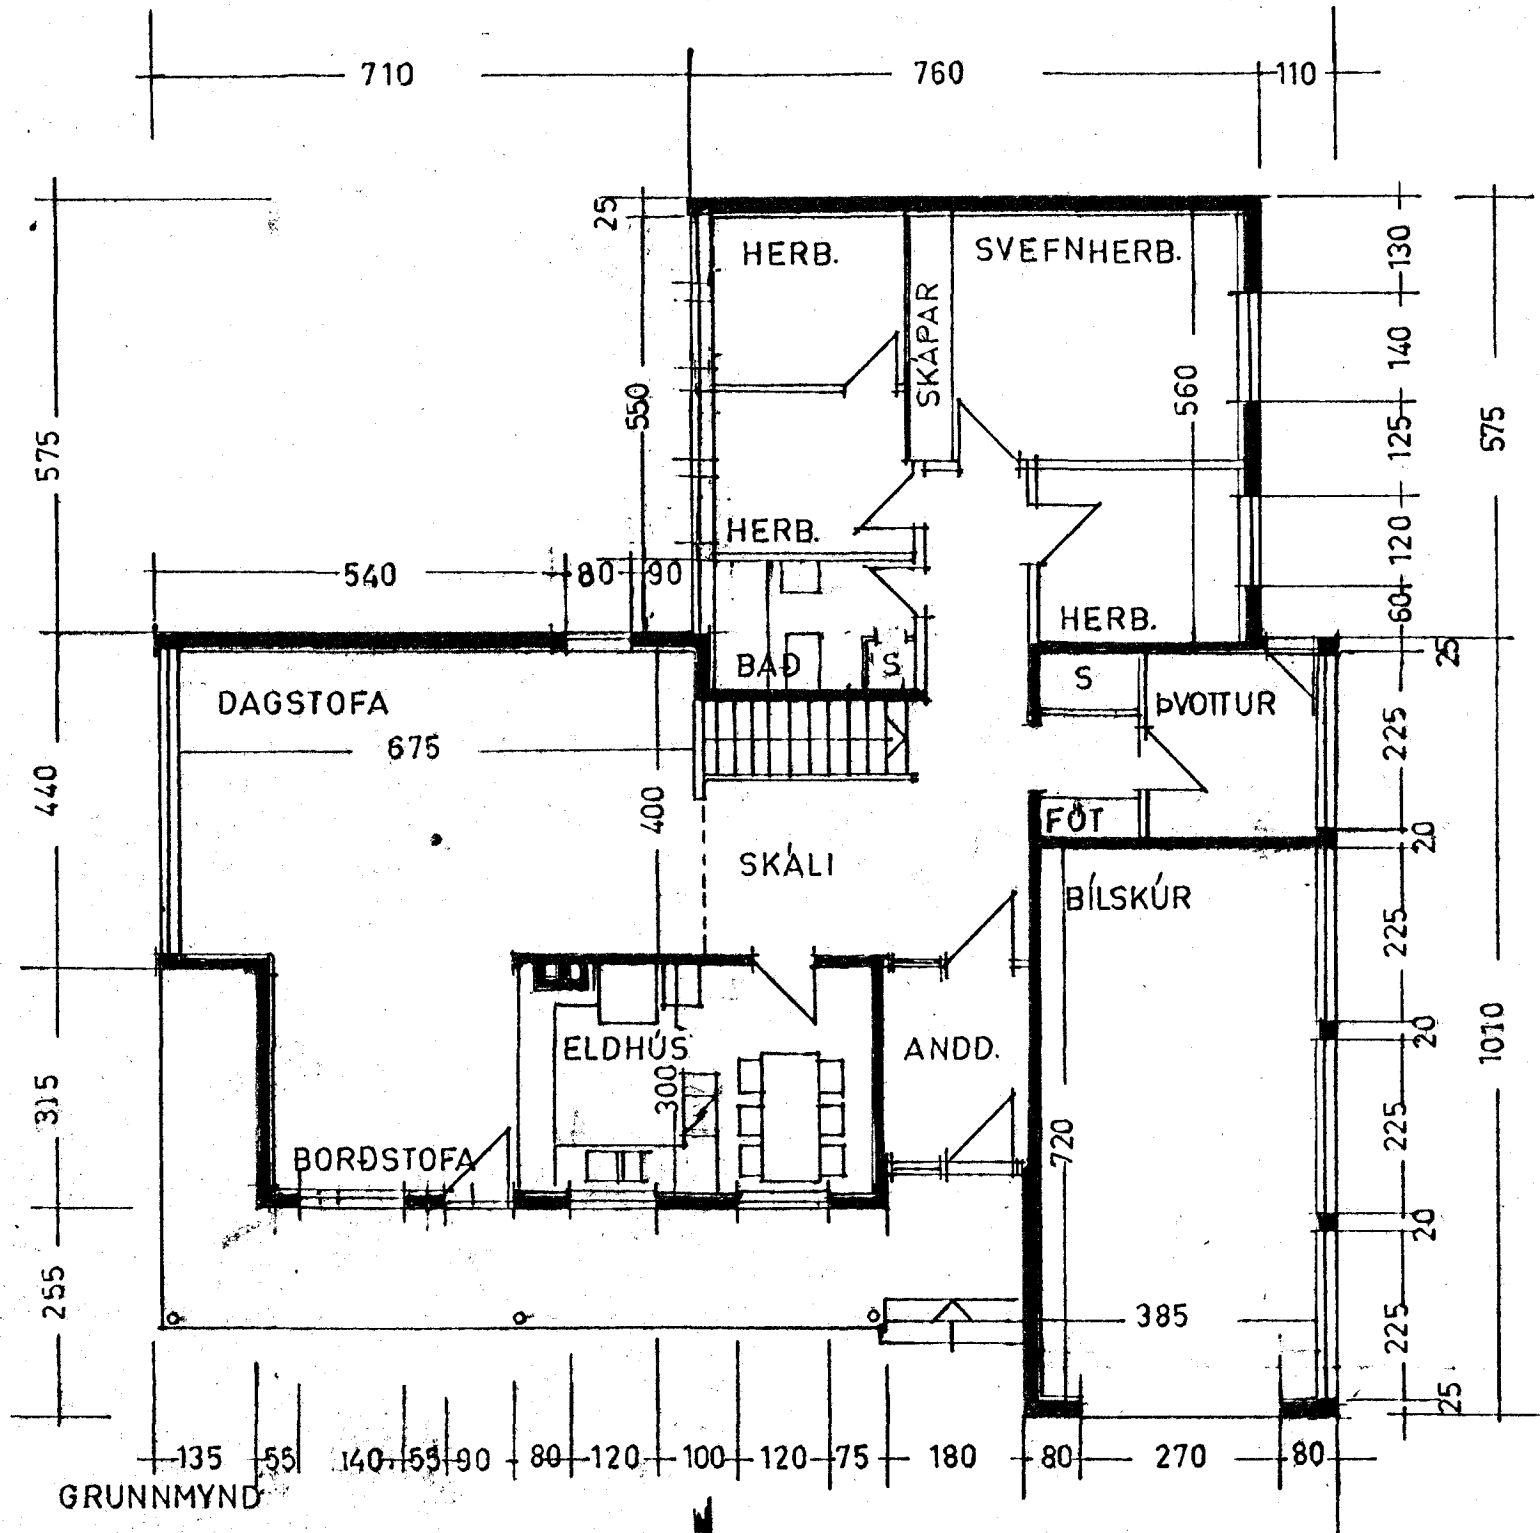 710 760 110
25
HERB. SVEFNHERB.
130
SKÁPAR
140
560
550
125
575
575
HERB.
120
540 80 90
60
HERB.
25
BAÐ S
S
DAGSTOFA
ÞVOTTUR
675
225
440
400
FÖT
20
SKÁLI
BÍLSKÚR
225
ELDHÚS
ANDD.
20
1010
300
315
225
720
BORÐSTOFA
20
255
385
225
25
135 55 140 55 90 80 120 100 120 75 180 80 270 80
GRUNNMYND